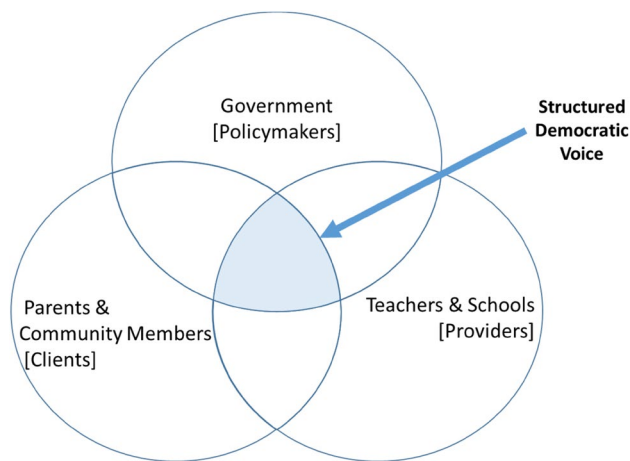 Government
[Policymakers]
Structured
Democratic
Voice
Parents &
Community Members
[Clients]
Teachers & Schools
[Providers]